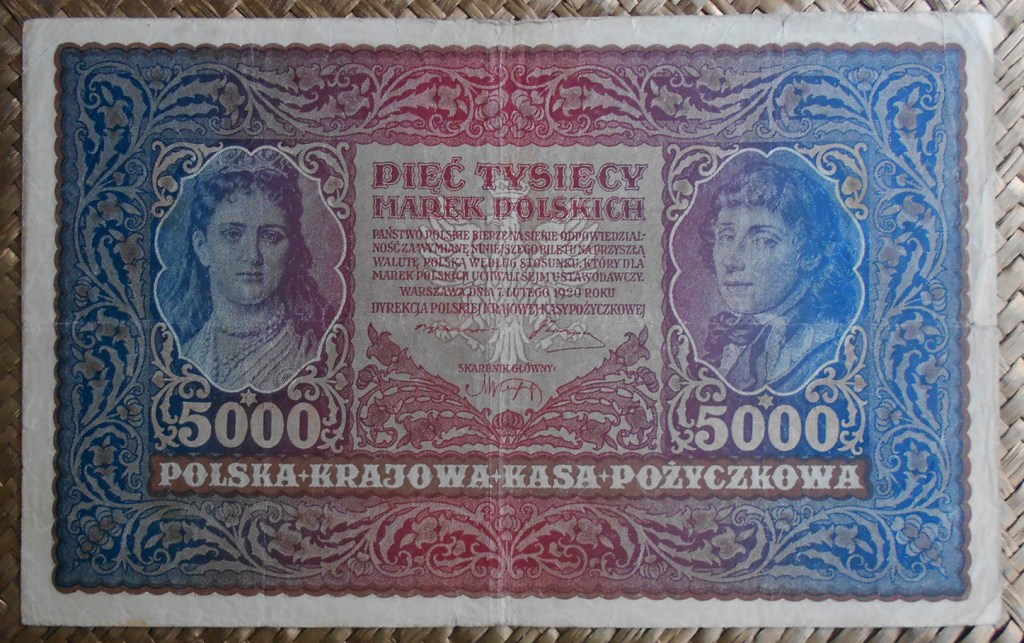 PIĘĆ TYSIĘCY
MAREK POLSKICH
PAŃSTWO POLSKIE BIERZE NA SIEBIE ODPOWIEDZIAL-
NOŚĆ ZA WYMIANĘ NINIEJSZEGO BILETU NA PRZYSZŁĄ
WALUTĘ POLSKĄ WEDŁUG STOSUNKU, KTÓRY DLA
MAREK POLSKICH UCHWALI SEJM USTAWODAWCZY.
WARSZAWA DNIA 7. LUTEGO 1920 ROKU
DYREKCJA POLSKIEJ KRAJOWEJ KASY POŻYCZKOWEJ
SKARBNIK GŁÓWNY:
5000
5000
POLSKA+KRAJOWA+KASA+POŻYCZKOWA